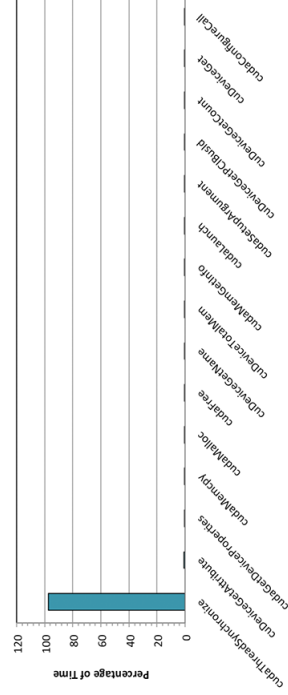 Percentage of Time
120
100
80
60
40
20
0
cudaThreadSynchronize
cuDeviceGetAttribute
cudaGetDeviceProperties
cudaMemcpy
cudaMalloc
cudaFree
cuDeviceGetName
cuDeviceTotalMem
cudaMemGetInfo
cudaLaunch
cudaSetupArgument
cuDeviceGetPCIBusId
cuDeviceGetCount
cuDeviceGet
cudaConfigureCall